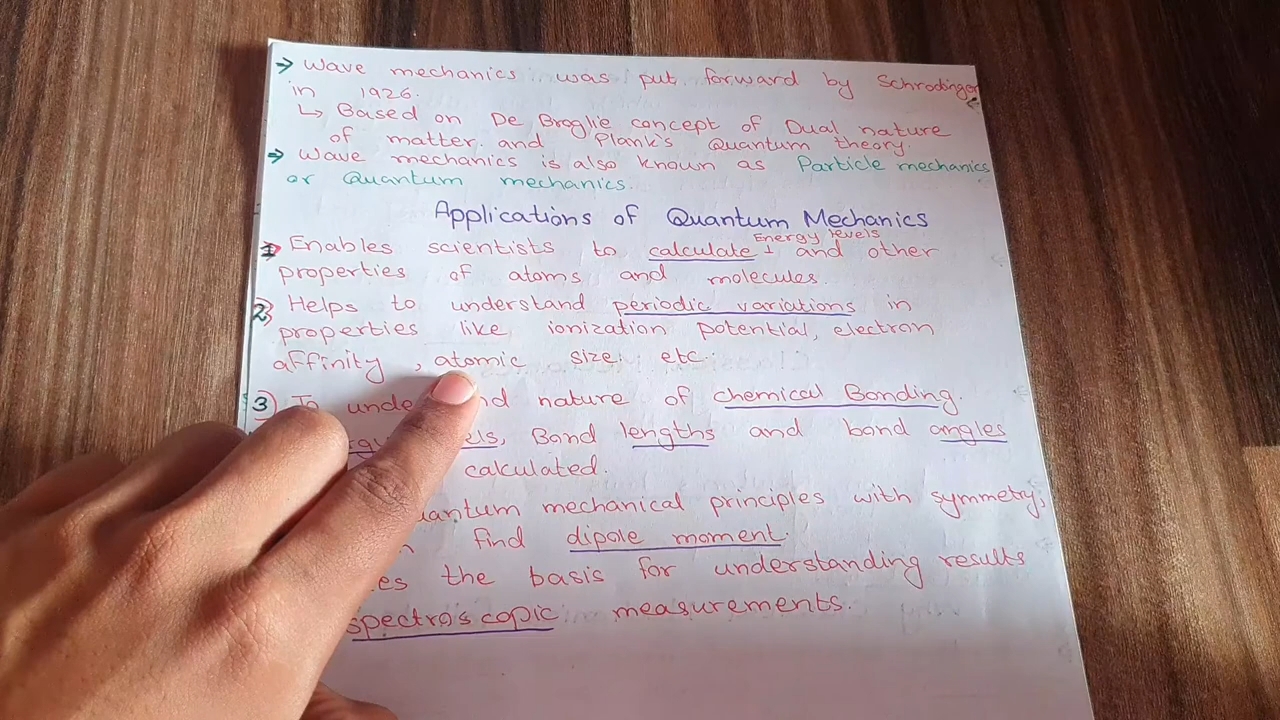 → Wave mechanics was put forward by Schrodinger
in 1926.
↳ Based on De Broglie concept of Dual nature
of matter and Plank's Quantum theory.
→ Wave mechanics is also known as Particle mechanics
or Quantum mechanics.
Applications of Quantum Mechanics
1 Enables scientists to calculate Energy levels and other
properties of atoms and molecules.
2) Helps to understand periodic variations in
properties like ionization potential, electron
affinity, atomic size etc.
3) To nature of chemical Bonding.
Bond lengths and bond angles
calculated.
mechanical principles with symmetry,
find dipole moment.
the basis for understanding results
spectroscopic measurements.